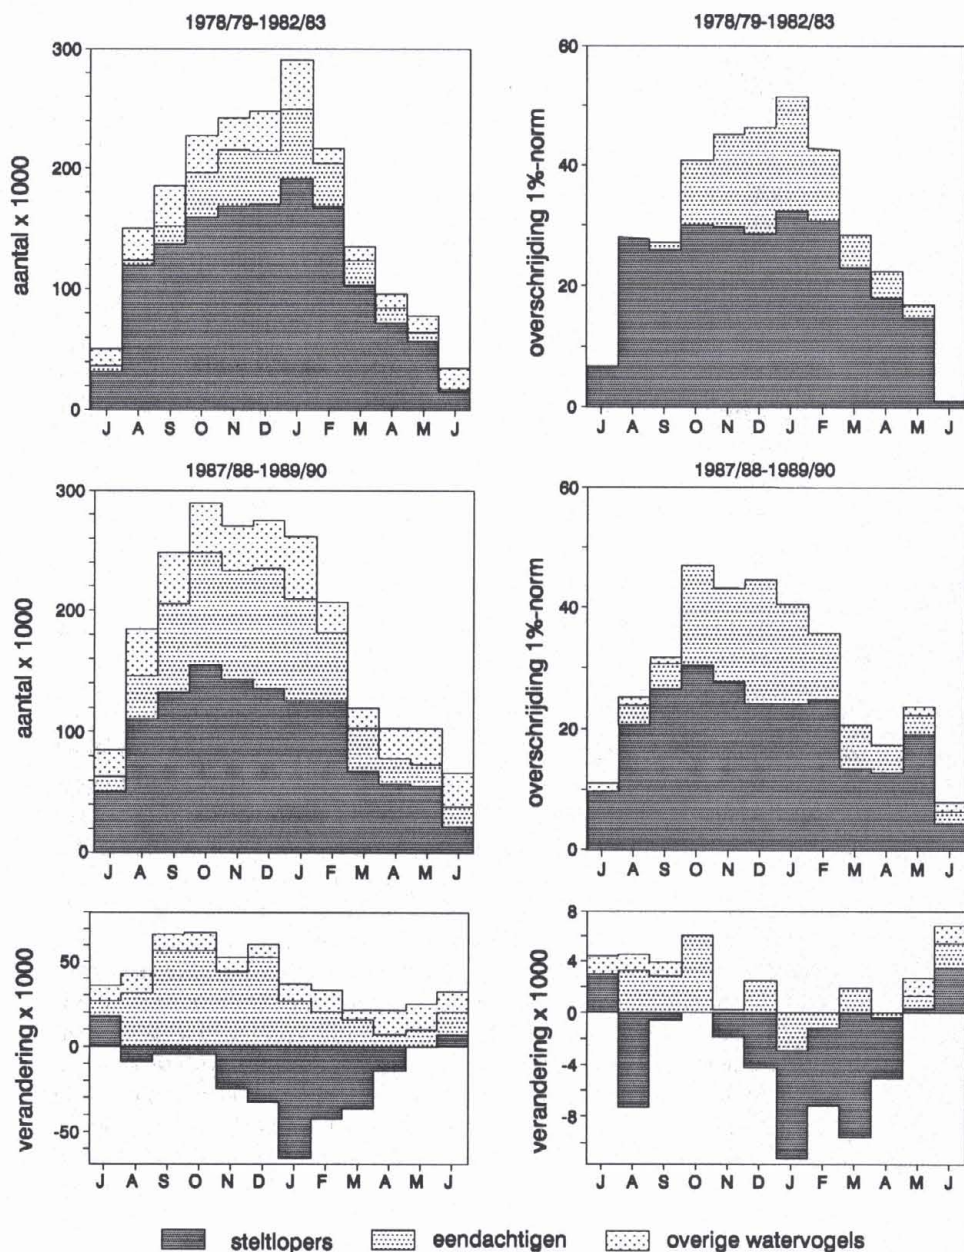 1978/79-1982/83
aantal x 1000
300
200
100
0
J A S O N D J F M A M J
1978/79-1982/83
overschrijding 1%-norm
60
40
20
0
J A S O N D J F M A M J
1987/88-1989/90
aantal x 1000
300
200
100
0
J A S O N D J F M A M J
1987/88-1989/90
overschrijding 1%-norm
60
40
20
0
J A S O N D J F M A M J
verandering x 1000
50
0
-50
J A S O N D J F M A M J
verandering x 1000
8
4
0
-4
-8
J A S O N D J F M A M J
steltlopers eendachtigen overige watervogels